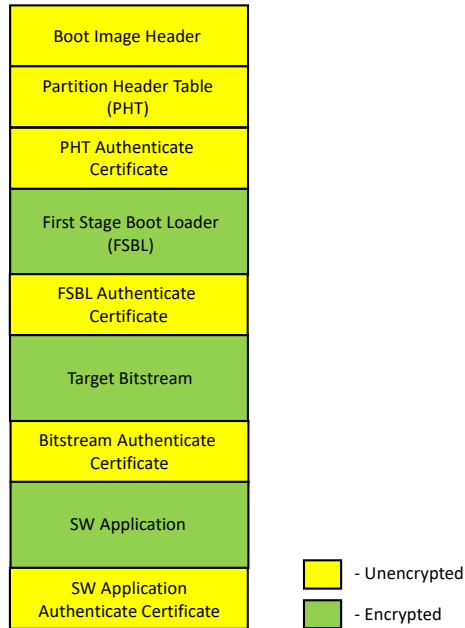 Boot Image Header
Partition Header Table
(PHT)
PHT Authenticate
Certificate
First Stage Boot Loader
(FSBL)
FSBL Authenticate
Certificate
Target Bitstream
Bitstream Authenticate
Certificate
SW Application
SW Application
Authenticate Certificate
- Unencrypted
- Encrypted